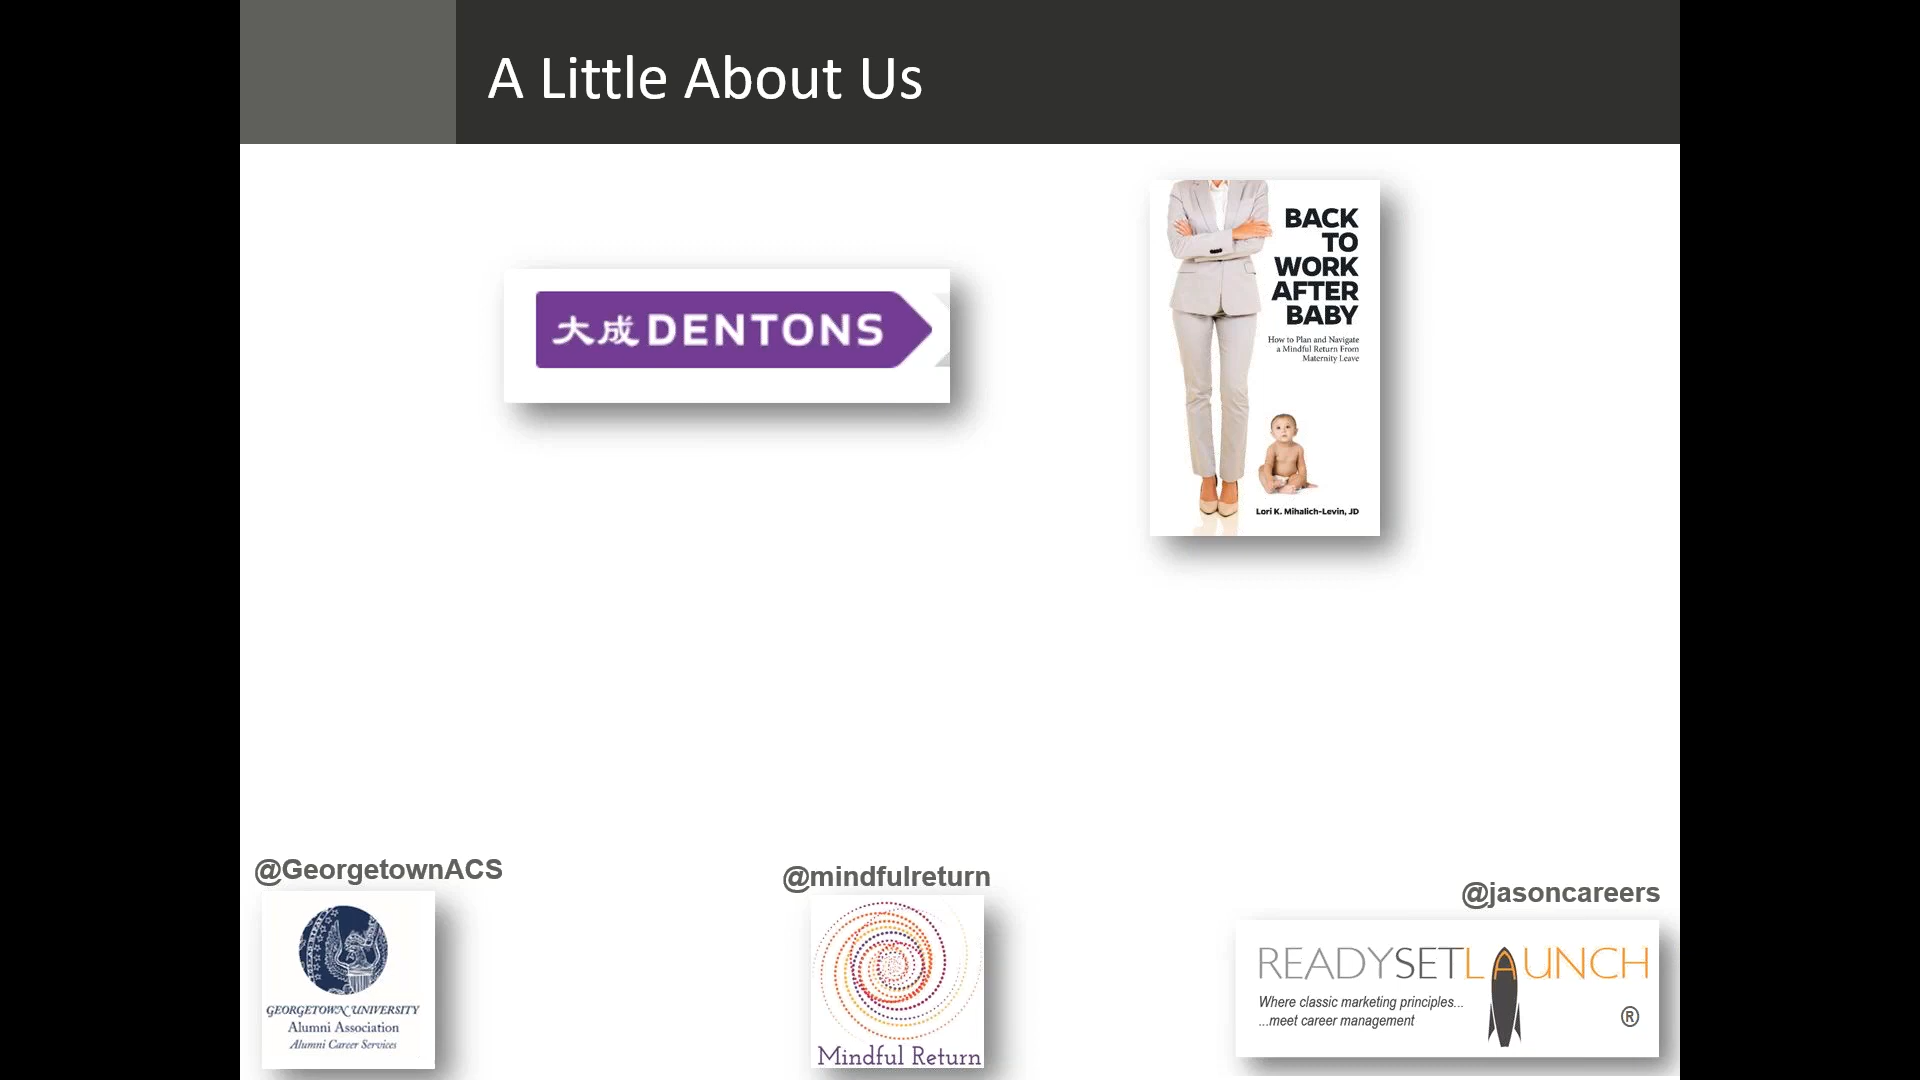 A Little About Us
大成 DENTONS
BACK
TO
WORK
AFTER
BABY
How to Plan and Navigate
a Mindful Return From
Maternity Leave
Lori K. Mihalich-Levin, JD
@GeorgetownACS
GEORGETOWN UNIVERSITY
Alumni Association
Alumni Career Services
@mindfulreturn
Mindful Return
@jasoncareers
READYSETLAUNCH
Where classic marketing principles...
...meet career management
®